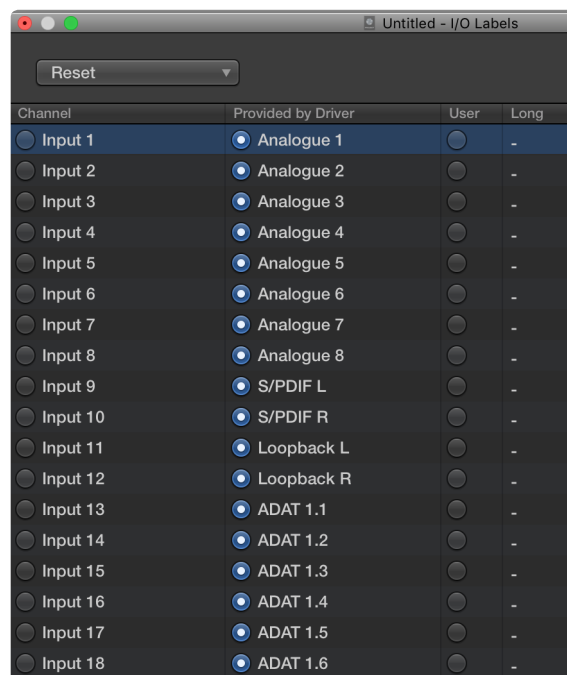 Untitled - I/O Labels
Reset
Channel Provided by Driver User Long
Input 1 Analogue 1 -
Input 2 Analogue 2 -
Input 3 Analogue 3 -
Input 4 Analogue 4 -
Input 5 Analogue 5 -
Input 6 Analogue 6 -
Input 7 Analogue 7 -
Input 8 Analogue 8 -
Input 9 S/PDIF L -
Input 10 S/PDIF R -
Input 11 Loopback L -
Input 12 Loopback R -
Input 13 ADAT 1.1 -
Input 14 ADAT 1.2 -
Input 15 ADAT 1.3 -
Input 16 ADAT 1.4 -
Input 17 ADAT 1.5 -
Input 18 ADAT 1.6 -